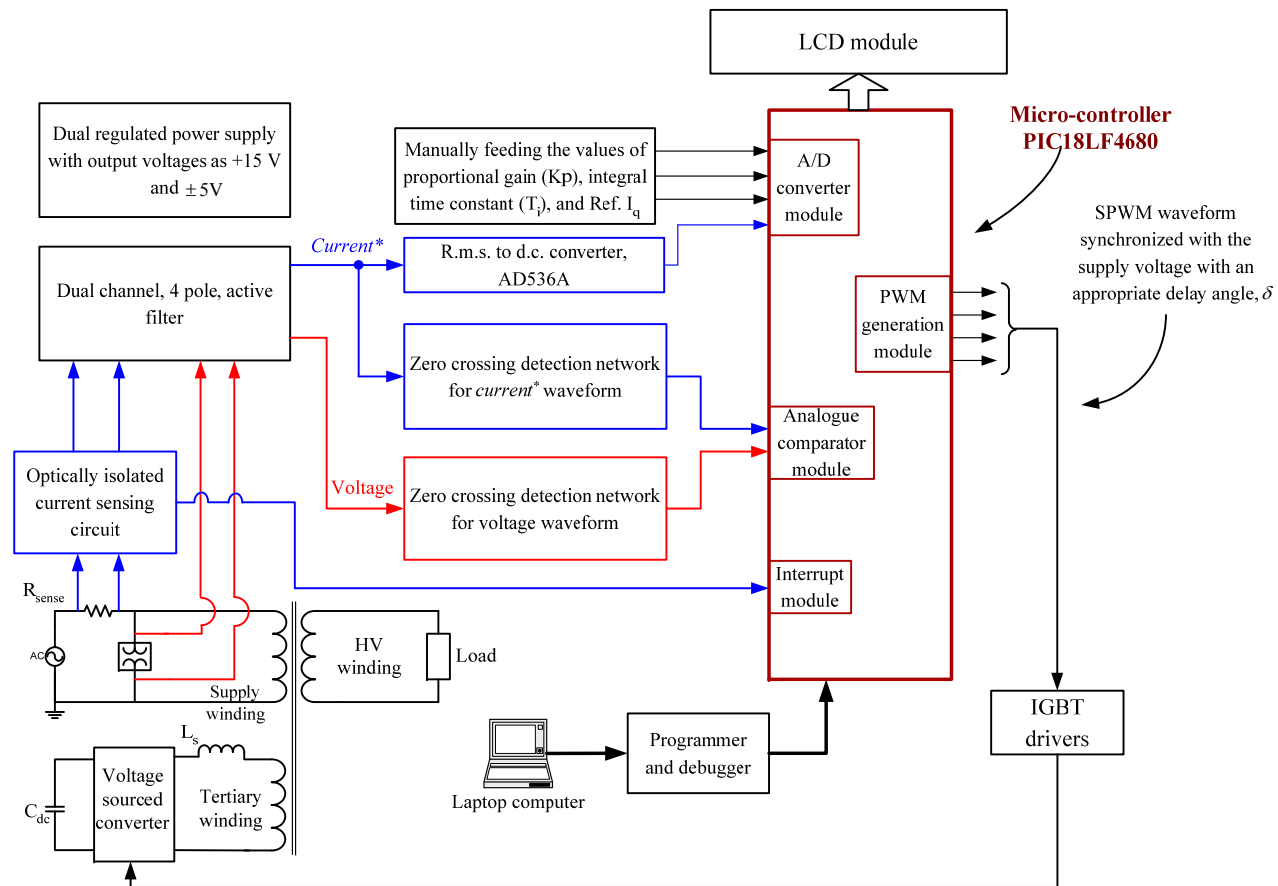 LCD module
Dual regulated power supply
with output voltages as +15 V
and ±5V
Manually feeding the values of
proportional gain (Kp), integral
time constant (Ti), and Ref. Iq
A/D
converter
module
Micro-controller
PIC18LF4680
SPWM waveform
synchronized with the
supply voltage with an
appropriate delay angle, δ
Current*
R.m.s. to d.c. converter,
AD536A
Dual channel, 4 pole, active
filter
PWM
generation
module
Zero crossing detection network
for current* waveform
Analogue
comparator
module
Optically isolated
current sensing
circuit
Voltage
Zero crossing detection network
for voltage waveform
Interrupt
module
Rsense
AC
HV
winding
Load
Supply
winding
IGBT
drivers
Programmer
and debugger
Laptop computer
Ls
Cdc
Voltage
sourced
converter
Tertiary
winding